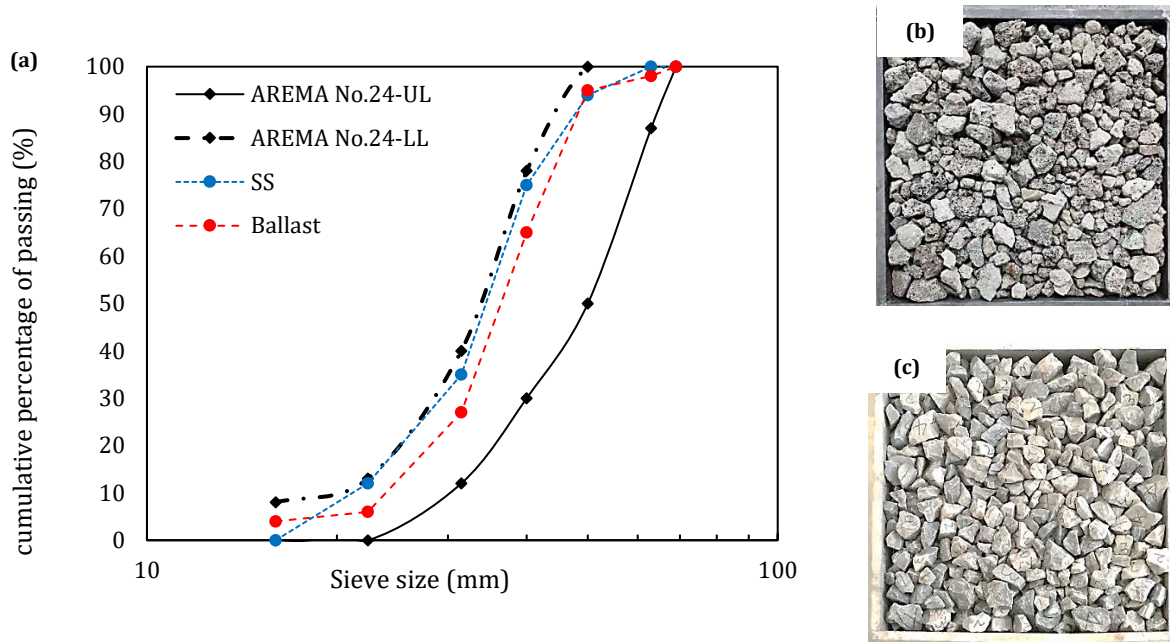 (a)
(b)
(c)
cumulative percentage of passing (%)
100
90
80
70
60
50
40
30
20
10
0
AREMA No.24-UL
AREMA No.24-LL
SS
Ballast
10
100
Sieve size (mm)